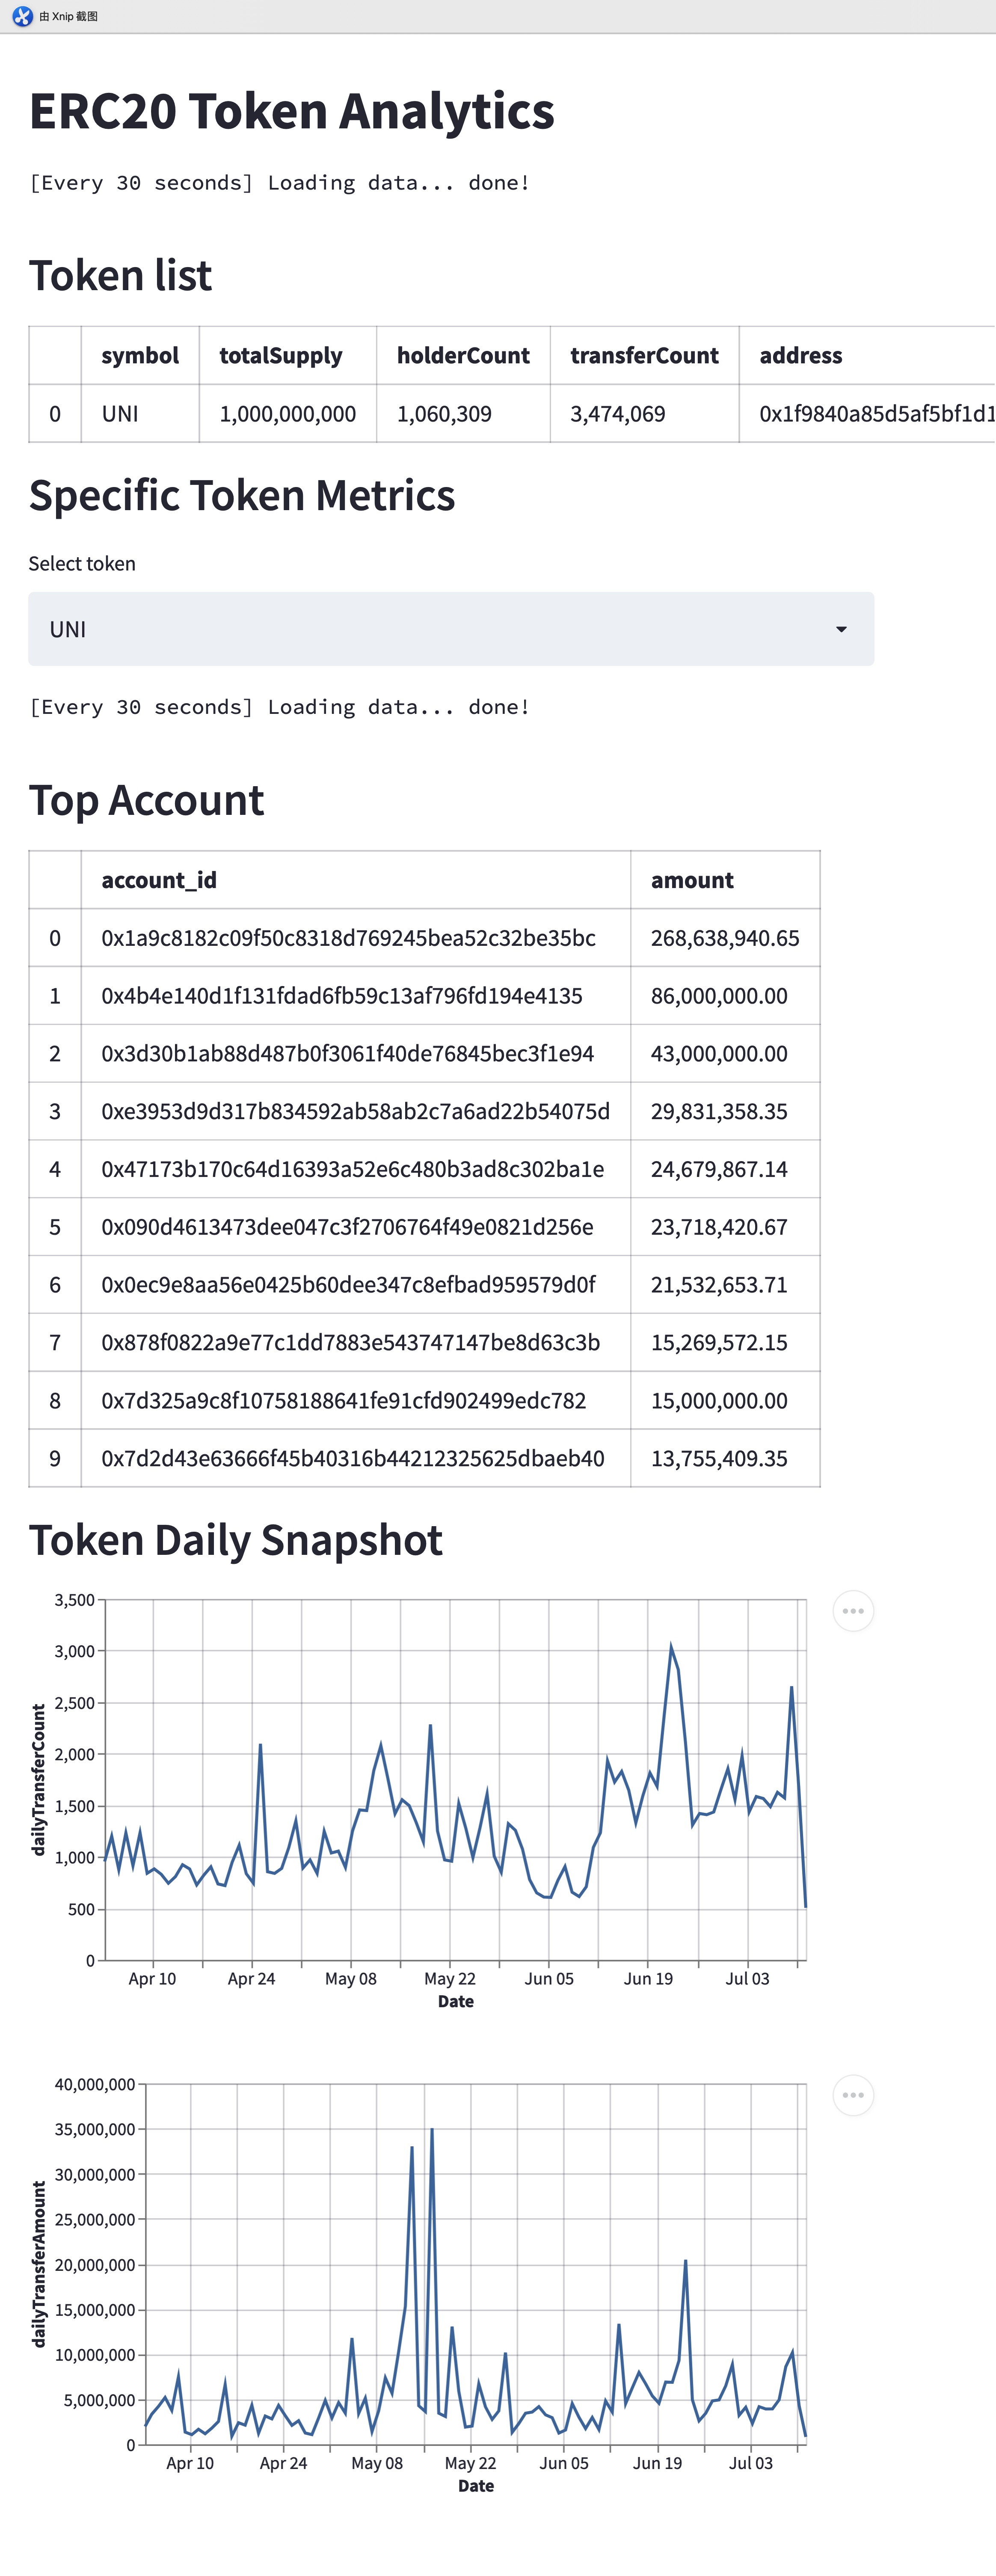 由 Xnip 截图
ERC20 Token Analytics
[Every 30 seconds] Loading data... done!
Token list
symbol totalSupply holderCount transferCount address
0 UNI 1,000,000,000 1,060,309 3,474,069 0x1f9840a85d5af5bf1d1
Specific Token Metrics
Select token
UNI
[Every 30 seconds] Loading data... done!
Top Account
account_id amount
0 0x1a9c8182c09f50c8318d769245bea52c32be35bc 268,638,940.65
1 0x4b4e140d1f131fdad6fb59c13af796fd194e4135 86,000,000.00
2 0x3d30b1ab88d487b0f3061f40de76845bec3f1e94 43,000,000.00
3 0xe3953d9d317b834592ab58ab2c7a6ad22b54075d 29,831,358.35
4 0x47173b170c64d16393a52e6c480b3ad8c302ba1e 24,679,867.14
5 0x090d4613473dee047c3f2706764f49e0821d256e 23,718,420.67
6 0x0ec9e8aa56e0425b60dee347c8efbad959579d0f 21,532,653.71
7 0x878f0822a9e77c1dd7883e543747147be8d63c3b 15,269,572.15
8 0x7d325a9c8f10758188641fe91cfd902499edc782 15,000,000.00
9 0x7d2d43e63666f45b40316b44212325625dbaeb40 13,755,409.35
Token Daily Snapshot
dailyTransferCount
3,500
3,000
2,500
2,000
1,500
1,000
500
0
Apr 10 Apr 24 May 08 May 22 Jun 05 Jun 19 Jul 03
Date
dailyTransferAmount
40,000,000
35,000,000
30,000,000
25,000,000
20,000,000
15,000,000
10,000,000
5,000,000
0
Apr 10 Apr 24 May 08 May 22 Jun 05 Jun 19 Jul 03
Date